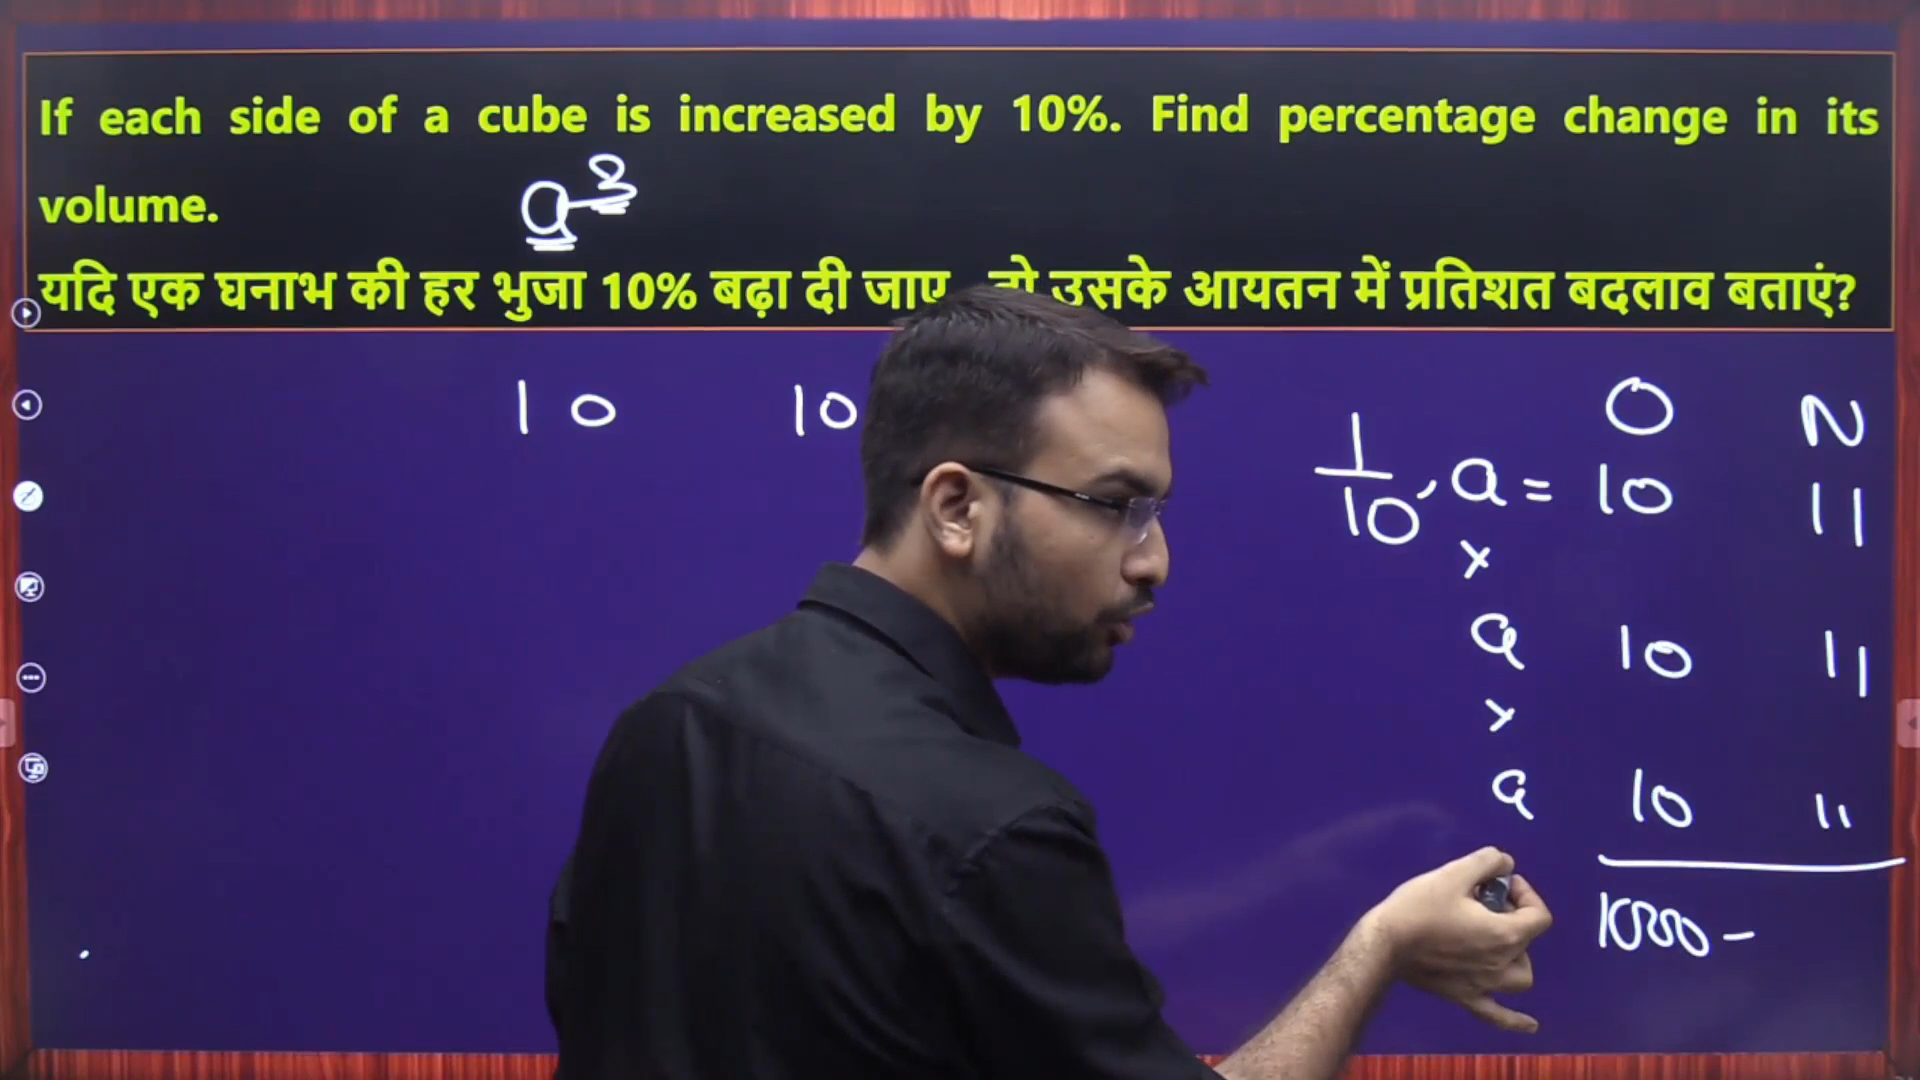 If each side of a cube is increased by 10%. Find percentage change in its
volume.
a³
यदि एक घनाभ की हर भुजा 10% बढ़ा दी जाए तो उसके आयतन में प्रतिशत बदलाव बताएं?
10 10
O N
1/10, a = 10 11
x
a 10 11
x
a 10 11
1000 -